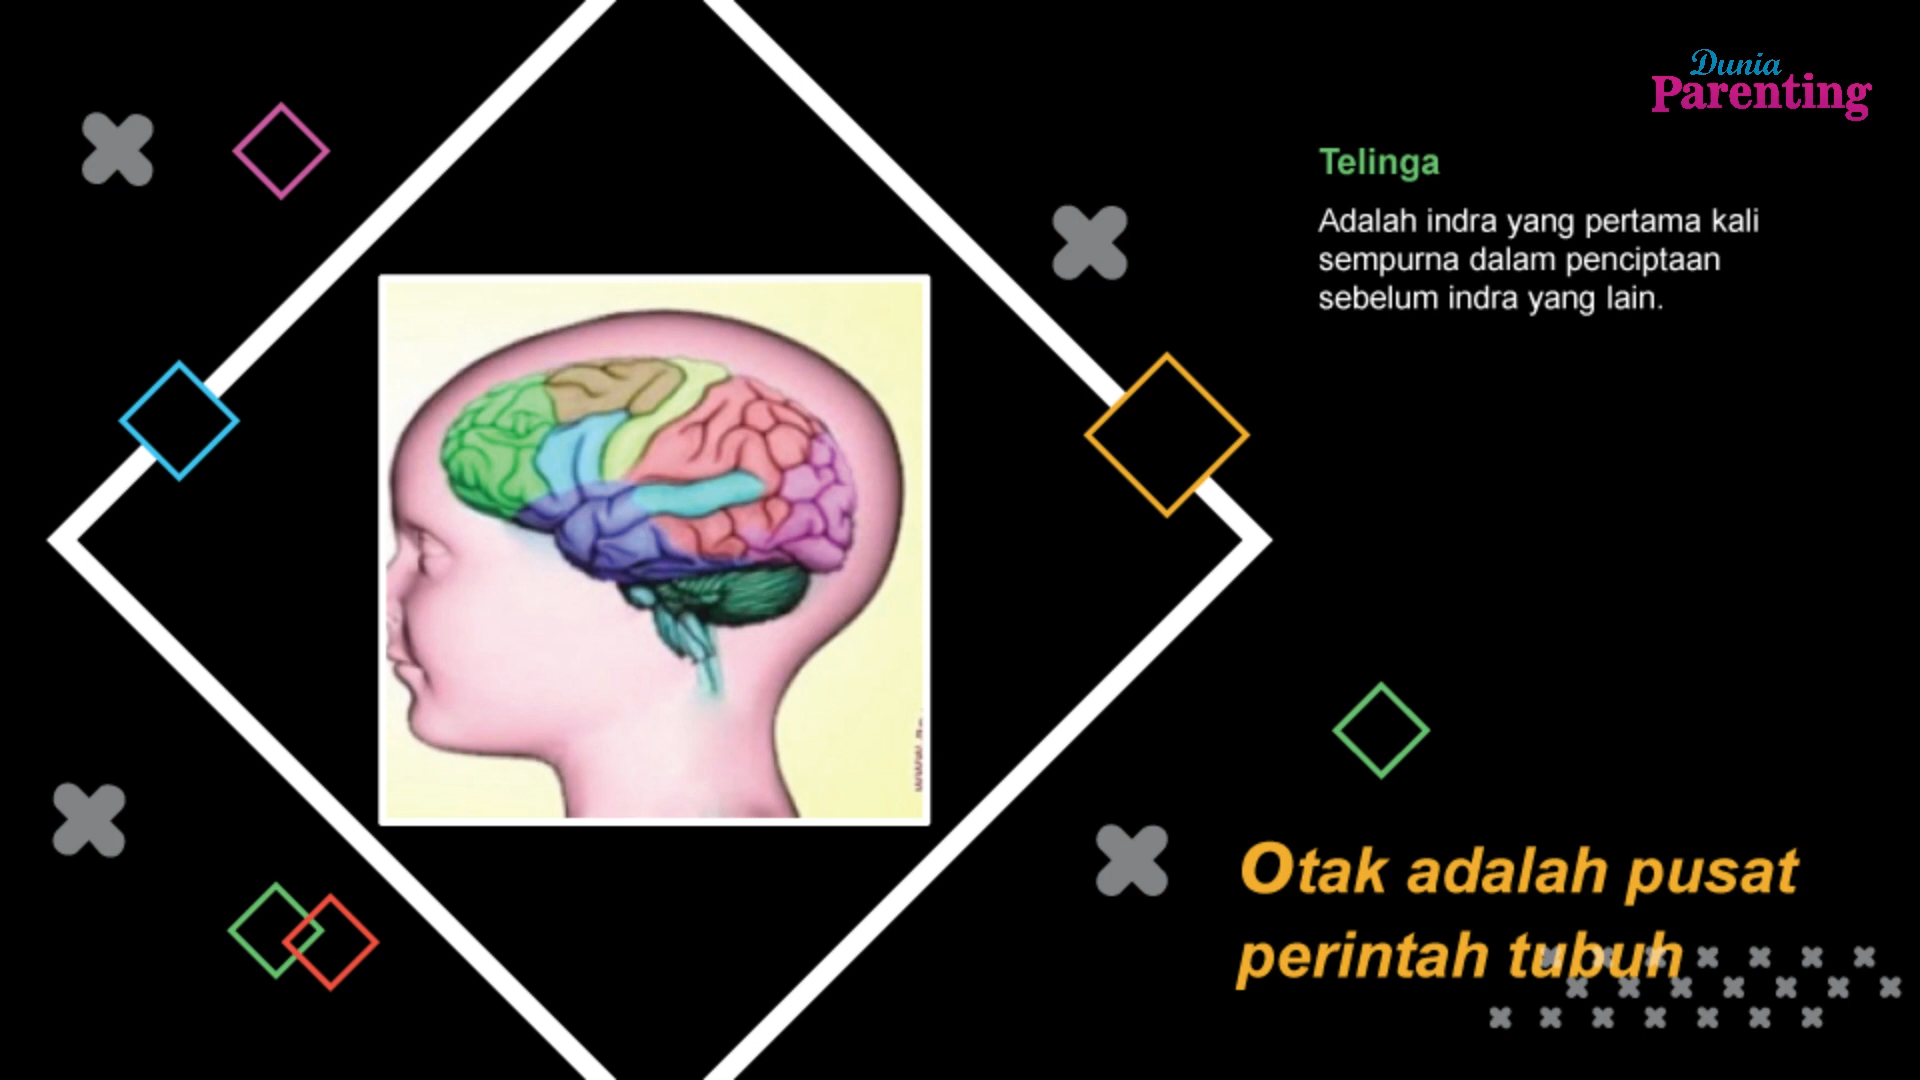 Dunia
Parenting
Telinga
Adalah indra yang pertama kali
sempurna dalam penciptaan
sebelum indra yang lain.
Otak adalah pusat
perintah tubuh